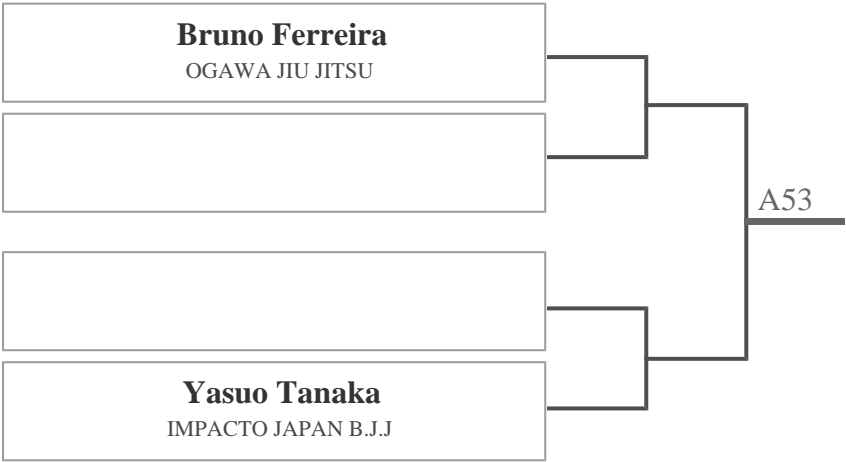 Bruno Ferreira
OGAWA JIU JITSU
A53
Yasuo Tanaka
IMPACTO JAPAN B.J.J